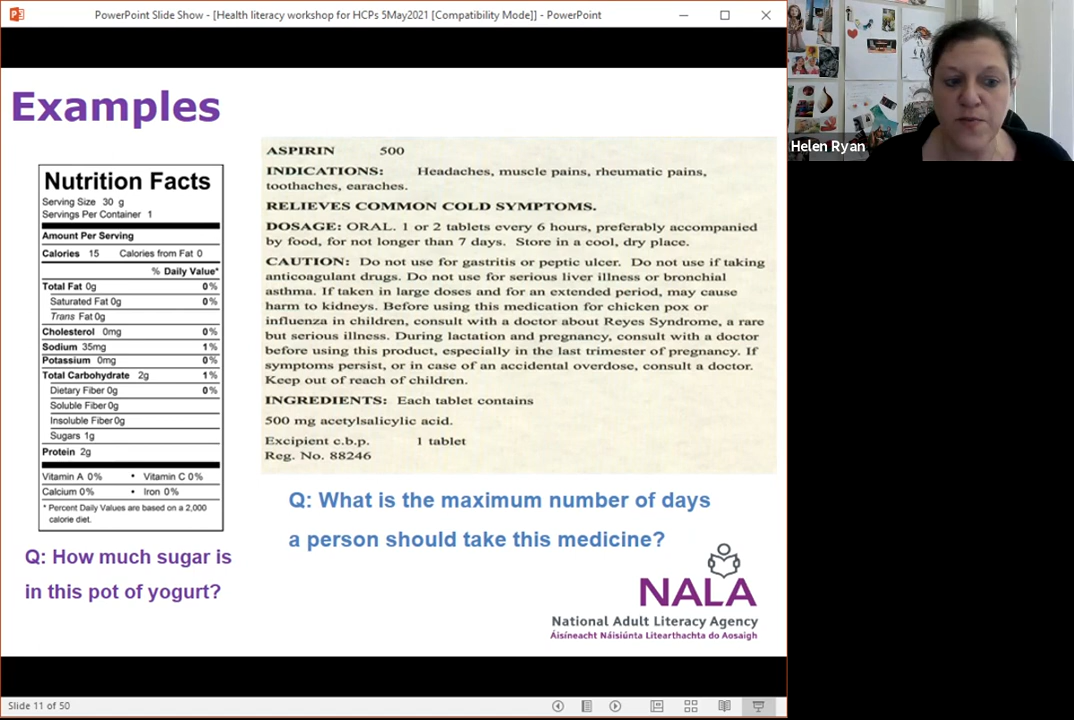 PowerPoint Slide Show - [Health literacy workshop for HCPs 5May2021 [Compatibility Mode]] - PowerPoint
Helen Ryan
Examples
Nutrition Facts
Serving Size 30 g
Servings Per Container 1
Amount Per Serving
Calories 15 Calories from Fat 0
% Daily Value*
Total Fat 0g 0%
Saturated Fat 0g 0%
Trans Fat 0g
Cholesterol 0mg 0%
Sodium 35mg 1%
Potassium 0mg 0%
Total Carbohydrate 2g 1%
Dietary Fiber 0g 0%
Soluble Fiber 0g
Insoluble Fiber 0g
Sugars 1g
Protein 2g
Vitamin A 0% • Vitamin C 0%
Calcium 0% • Iron 0%
* Percent Daily Values are based on a 2,000
calorie diet.
Q: How much sugar is
in this pot of yogurt?
ASPIRIN 500
INDICATIONS: Headaches, muscle pains, rheumatic pains,
toothaches, earaches.
RELIEVES COMMON COLD SYMPTOMS.
DOSAGE: ORAL. 1 or 2 tablets every 6 hours, preferably accompanied
by food, for not longer than 7 days. Store in a cool, dry place.
CAUTION: Do not use for gastritis or peptic ulcer. Do not use if taking
anticoagulant drugs. Do not use for serious liver illness or bronchial
asthma. If taken in large doses and for an extended period, may cause
harm to kidneys. Before using this medication for chicken pox or
influenza in children, consult with a doctor about Reyes Syndrome, a rare
but serious illness. During lactation and pregnancy, consult with a doctor
before using this product, especially in the last trimester of pregnancy. If
symptoms persist, or in case of an accidental overdose, consult a doctor.
Keep out of reach of children.
INGREDIENTS: Each tablet contains
500 mg acetylsalicylic acid.
Excipient c.b.p. 1 tablet
Reg. No. 88246
Q: What is the maximum number of days
a person should take this medicine?
NALA
National Adult Literacy Agency
Áisíneacht Náisiúnta Litearthachta do Aosaigh
Slide 11 of 50